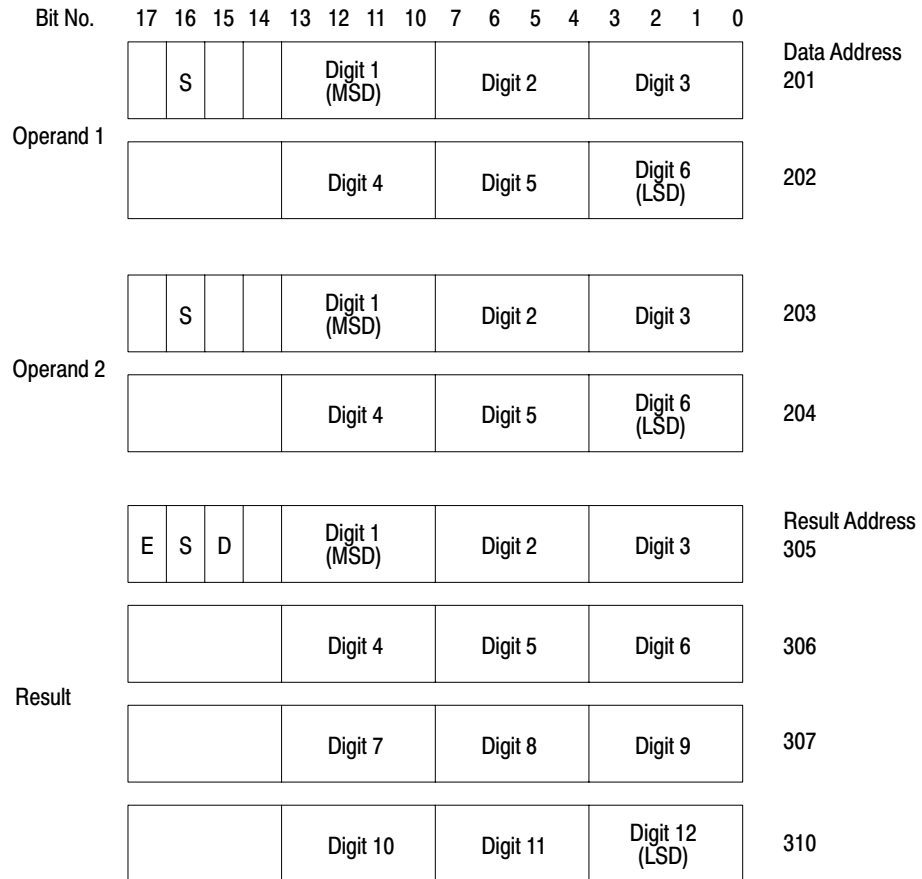 Bit No. 17 16 15 14 13 12 11 10 7 6 5 4 3 2 1 0
Data Address
S Digit 1 (MSD) Digit 2 Digit 3 201
Operand 1
Digit 4 Digit 5 Digit 6 (LSD) 202
S Digit 1 (MSD) Digit 2 Digit 3 203
Operand 2
Digit 4 Digit 5 Digit 6 (LSD) 204
Result Address
E S D Digit 1 (MSD) Digit 2 Digit 3 305
Digit 4 Digit 5 Digit 6 306
Result
Digit 7 Digit 8 Digit 9 307
Digit 10 Digit 11 Digit 12 (LSD) 310